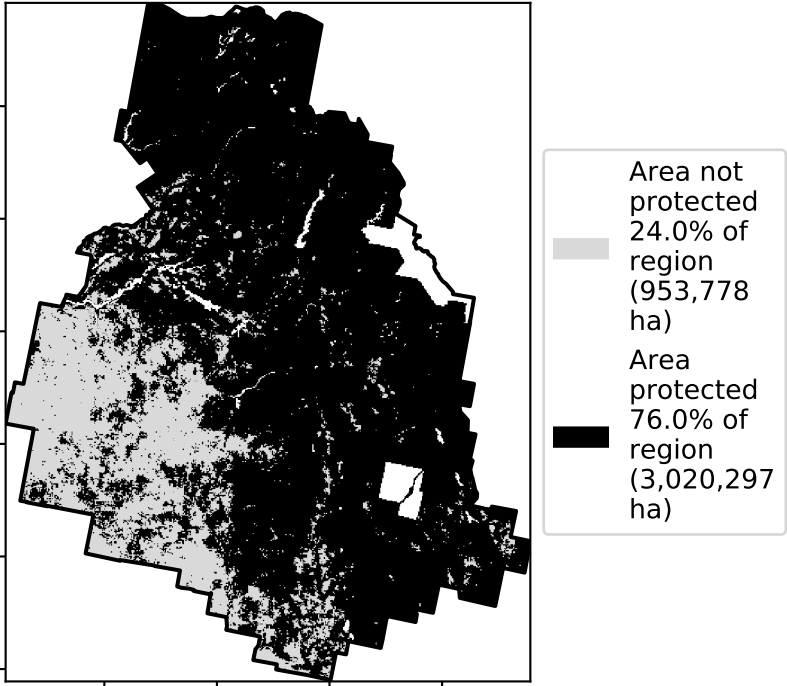 Area not
protected
24.0% of
region
(953,778
ha)
Area
protected
76.0% of
region
(3,020,297
ha)